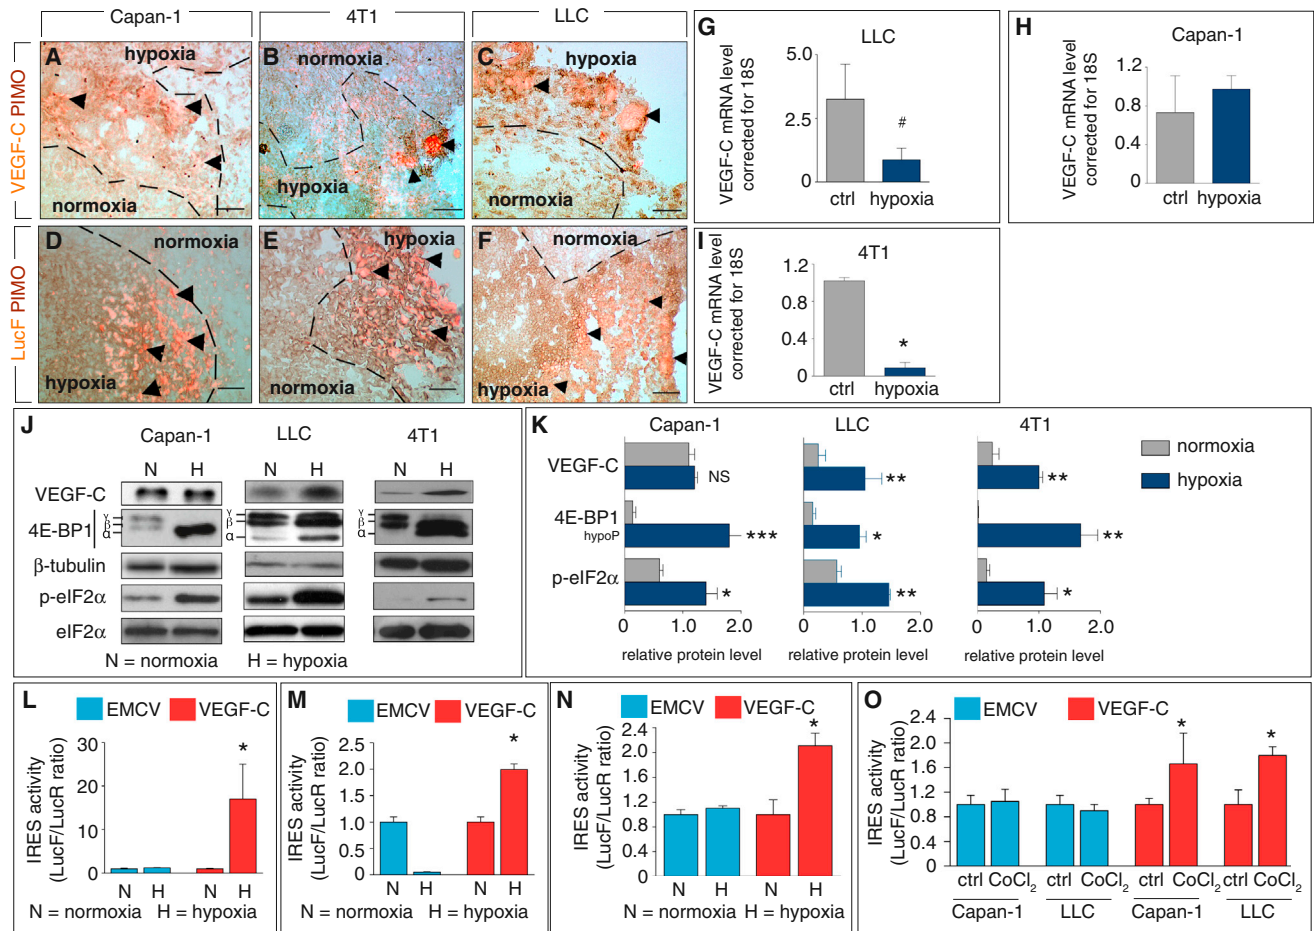 Capan-1
4T1
LLC
VEGF-C PIMO
A
hypoxia
normoxia
B
normoxia
hypoxia
C
hypoxia
normoxia
LucF PIMO
D
normoxia
hypoxia
E
hypoxia
normoxia
F
normoxia
hypoxia
G
LLC
VEGF-C mRNA level
corrected for 18S
5.0
2.5
0
#
ctrl hypoxia
H
Capan-1
VEGF-C mRNA level
corrected for 18S
1.2
0.8
0.4
0
ctrl hypoxia
I
4T1
VEGF-C mRNA level
corrected for 18S
1.2
0.8
0.4
0
*
ctrl hypoxia
J
Capan-1 LLC 4T1
N H N H N H
VEGF-C
4E-BP1
γ
β
α
γ
β
α
γ
β
α
β-tubulin
p-eIF2α
eIF2α
N = normoxia H = hypoxia
K
Capan-1 LLC 4T1
normoxia
hypoxia
VEGF-C
NS ** **
4E-BP1
hypoP
*** * **
p-eIF2α
* ** *
0 1.0 2.0 0 1.0 2.0 0 1.0 2.0
relative protein level relative protein level relative protein level
L
EMCV VEGF-C
IRES activity
(LucF/LucR ratio)
30
20
10
0
*
N H N H
N = normoxia H = hypoxia
M
EMCV VEGF-C
IRES activity
(LucF/LucR ratio)
2.5
2.0
1.5
1.0
0.5
0
*
N H N H
N = normoxia H = hypoxia
N
EMCV VEGF-C
IRES activity
(LucF/LucR ratio)
2.4
2.0
1.6
1.2
0.8
0.4
*
N H N H
N = normoxia H = hypoxia
O
EMCV VEGF-C
IRES activity
(LucF/LucR ratio)
2.4
2.0
1.6
1.2
0.8
0.4
0
* *
ctrl CoCl2 ctrl CoCl2 ctrl CoCl2 ctrl CoCl2
Capan-1 LLC Capan-1 LLC